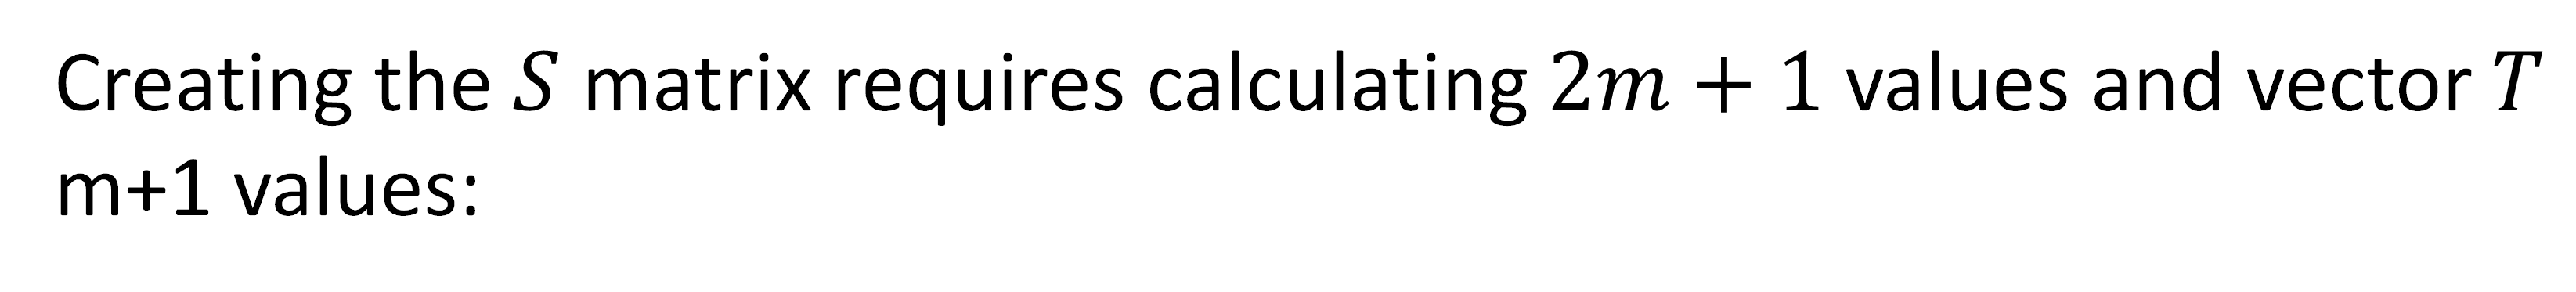 Creating the S matrix requires calculating 2m + 1 values and vector T
m+1 values: